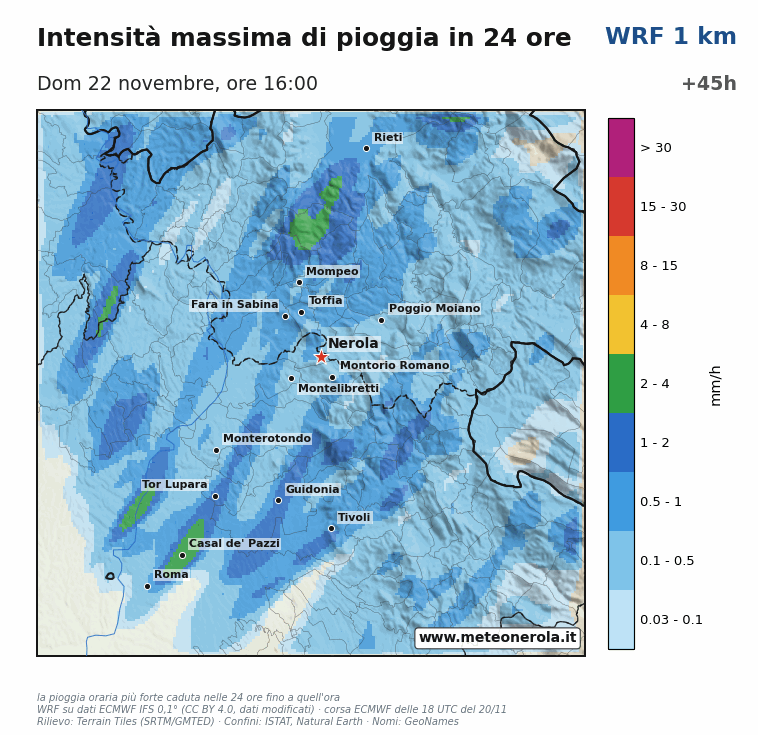 Intensità massima di pioggia in 24 ore
WRF 1 km
Dom 22 novembre, ore 16:00
+45h
Rieti
Mompeo
Fara in Sabina
Toffia
Poggio Moiano
Nerola
Montorio Romano
Montelibretti
Monterotondo
Tor Lupara
Guidonia
Tivoli
Casal de' Pazzi
Roma
www.meteonerola.it
> 30
15 - 30
8 - 15
4 - 8
2 - 4
1 - 2
0.5 - 1
0.1 - 0.5
0.03 - 0.1
mm/h
la pioggia oraria più forte caduta nelle 24 ore fino a quell'ora
WRF su dati ECMWF IFS 0,1° (CC BY 4.0, dati modificati) · corsa ECMWF delle 18 UTC del 20/11
Rilievo: Terrain Tiles (SRTM/GMTED) · Confini: ISTAT, Natural Earth · Nomi: GeoNames